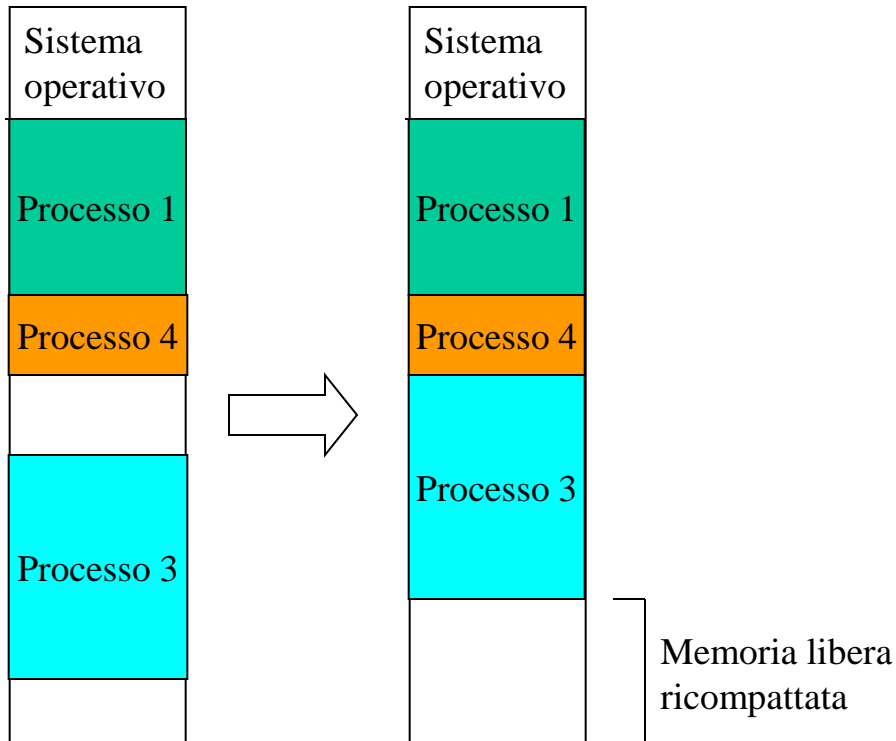 Sistema
operativo
Processo 1
Processo 4
Processo 3
Sistema
operativo
Processo 1
Processo 4
Processo 3
Memoria libera
ricompattata